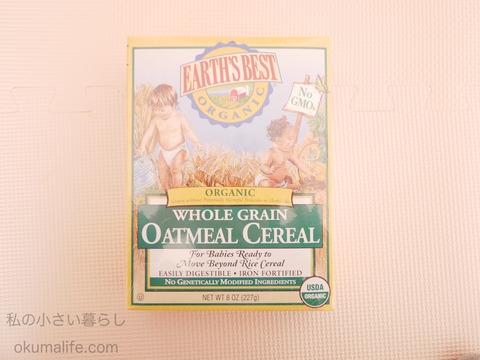 EARTH'S BEST
ORGANIC
No
GMOs
ORGANIC
WHOLE GRAIN
OATMEAL CEREAL
For Babies Ready to
Move Beyond Rice Cereal
EASILY DIGESTIBLE • IRON FORTIFIED
NO GENETICALLY MODIFIED INGREDIENTS
NET WT 8 OZ (227g)
USDA
ORGANIC
私の小さい暮らし
okumalife.com